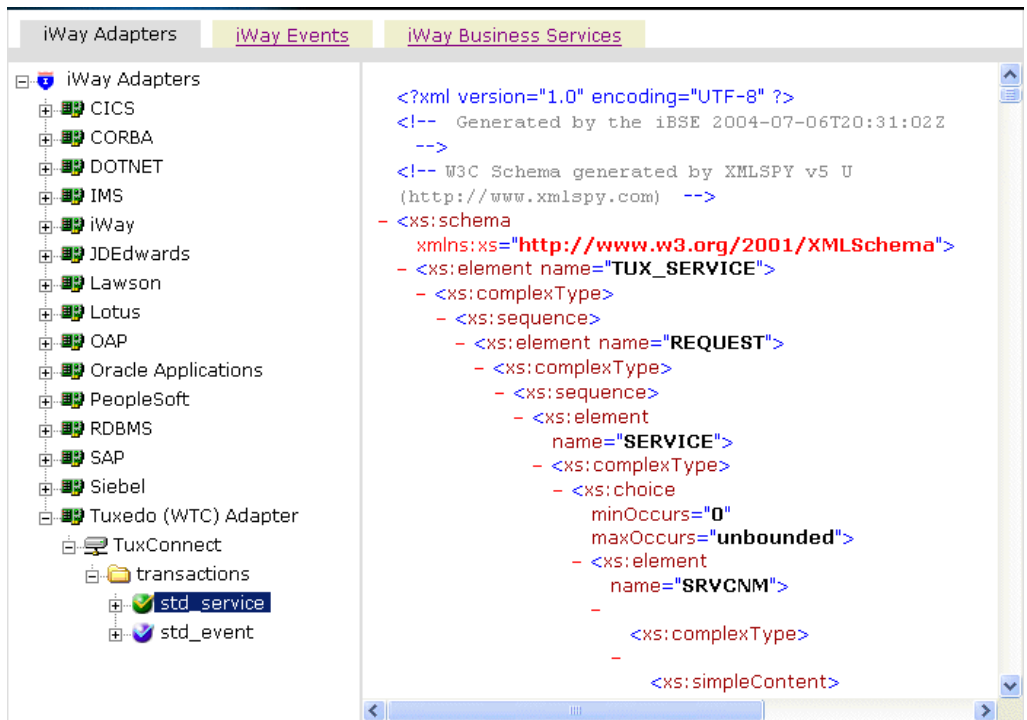 iWay Adapters
iWay Events
iWay Business Services
iWay Adapters
CICS
CORBA
DOTNET
IMS
iWay
JDEdwards
Lawson
Lotus
OAP
Oracle Applications
PeopleSoft
RDBMS
SAP
Siebel
Tuxedo (WTC) Adapter
TuxConnect
transactions
std_service
std_event
<?xml version="1.0" encoding="UTF-8" ?>
<!-- Generated by the iBSE 2004-07-06T20:31:02Z
-->
<!-- W3C Schema generated by XMLSPY v5 U
(http://www.xmlspy.com) -->
- <xs:schema
xmlns:xs="http://www.w3.org/2001/XMLSchema">
- <xs:element name="TUX_SERVICE">
- <xs:complexType>
- <xs:sequence>
- <xs:element name="REQUEST">
- <xs:complexType>
- <xs:sequence>
- <xs:element
name="SERVICE">
- <xs:complexType>
- <xs:choice
minOccurs="0"
maxOccurs="unbounded">
- <xs:element
name="SRVCNM">
-
<xs:complexType>
-
<xs:simpleContent>